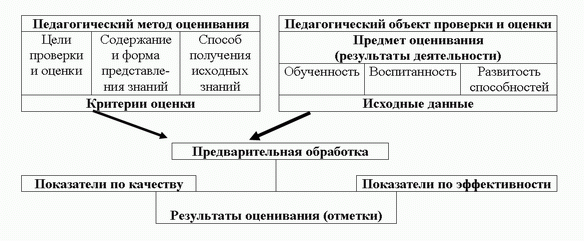 Педагогический метод оценивания
Цели проверки и оценки
Содержание и форма представле-ния знаний
Способ получения исходных знаний
Критерии оценки
Педагогический объект проверки и оценки
Предмет оценивания
(результаты деятельности)
Обученность
Воспитанность
Развитость способностей
Исходные данные
Предварительная обработка
Показатели по качеству
Показатели по эффективности
Результаты оценивания (отметки)